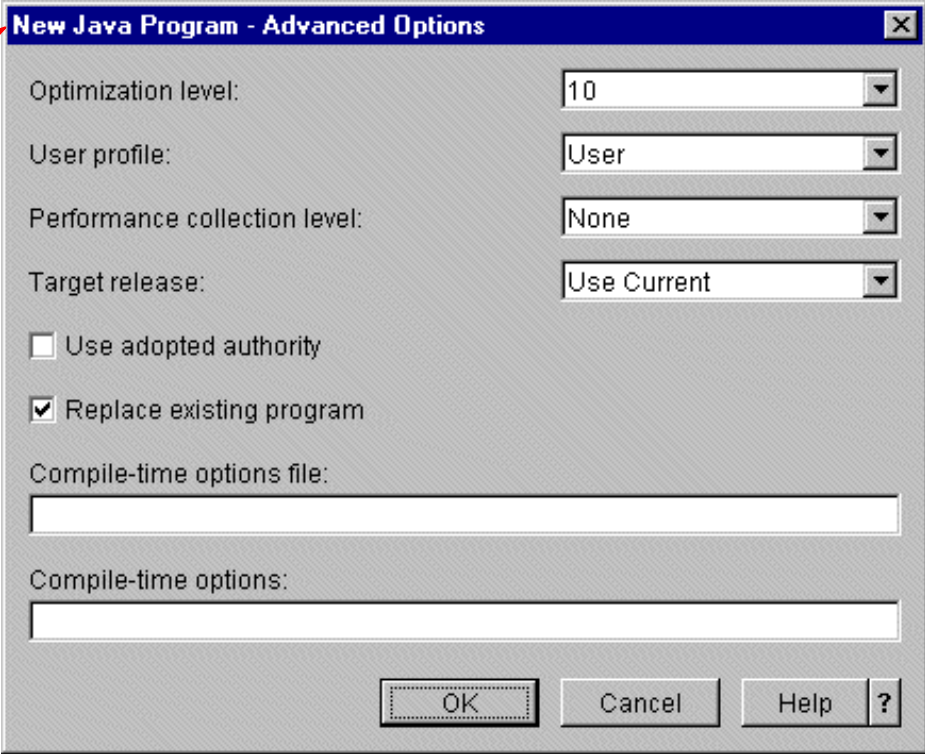 New Java Program - Advanced Options
Optimization level: 10
User profile: User
Performance collection level: None
Target release: Use Current
Use adopted authority
Replace existing program
Compile-time options file:
Compile-time options:
OK Cancel Help ?